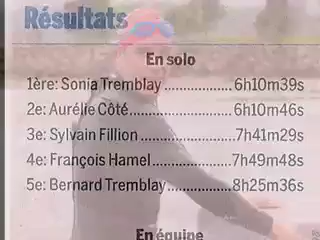 Résultats
En solo
1ère: Sonia Tremblay.................6h10m39s
2e: Aurélie Côté.........................6h10m46s
3e: Sylvain Fillion.......................7h41m29s
4e: François Hamel...................7h49m48s
5e: Bernard Tremblay...............8h25m36s
En équipe